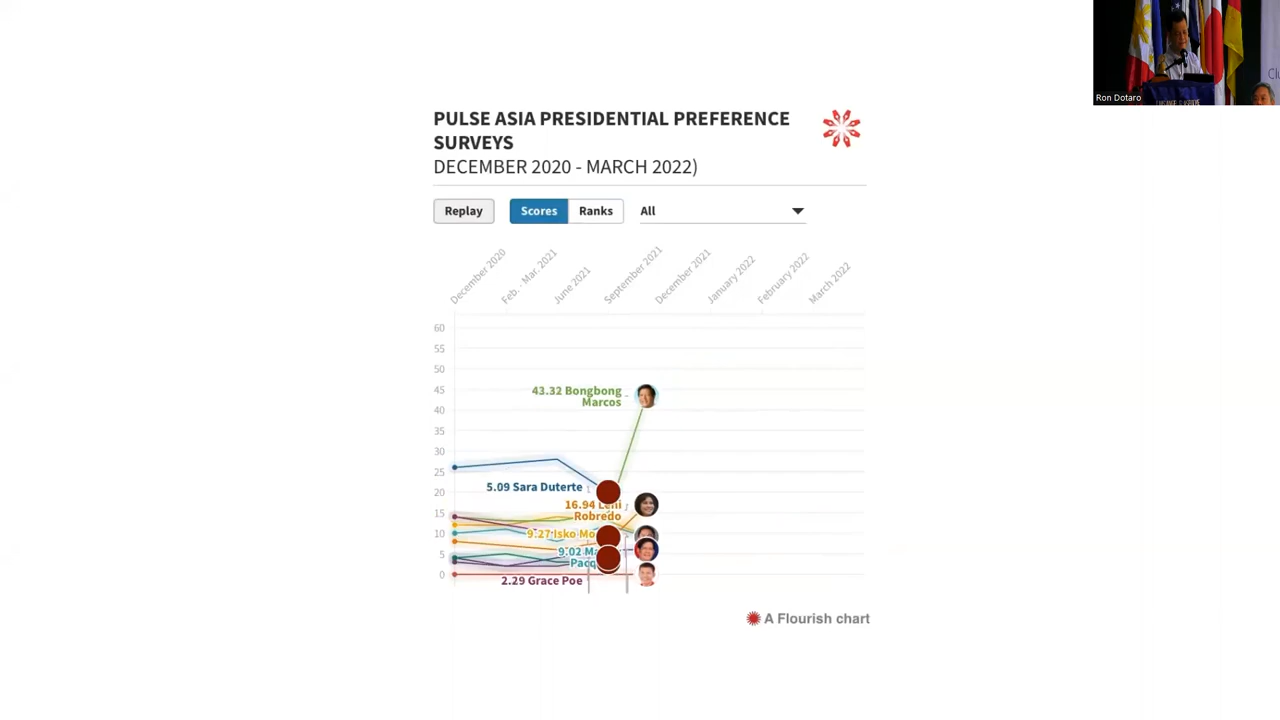 Ron Dotaro
PULSE ASIA PRESIDENTIAL PREFERENCE
SURVEYS
DECEMBER 2020 - MARCH 2022)
Replay
Scores
Ranks
All
December 2020
Feb. - Mar. 2021
June 2021
September 2021
December 2021
January 2022
February 2022
March 2022
60
55
50
45
40
35
30
25
20
15
10
5
0
43.32 Bongbong
Marcos
5.09 Sara Duterte
16.94 Leni
Robredo
9.27 Isko
9.02
2.29 Grace Poe
A Flourish chart